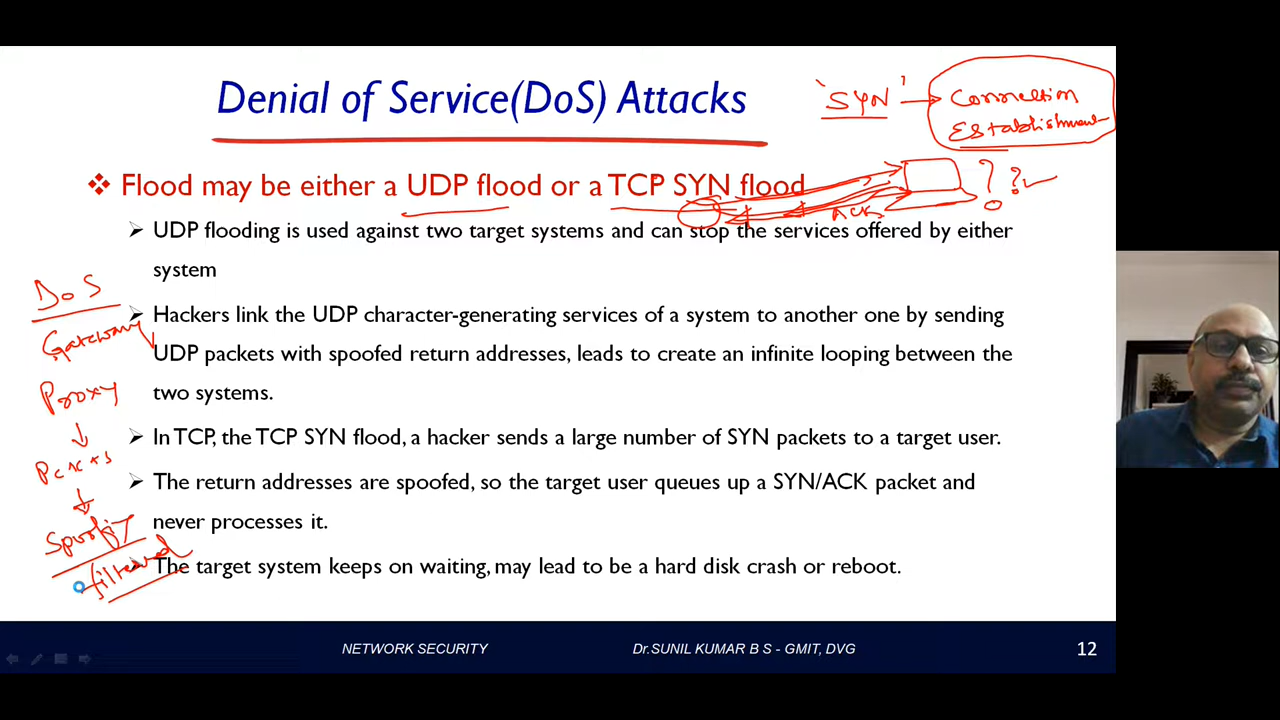 Denial of Service(DoS) Attacks
'SYN' → Connection
Establishment
❖ Flood may be either a UDP flood or a TCP SYN flood
? ?
ACKs
➢ UDP flooding is used against two target systems and can stop the services offered by either
system
➢ Hackers link the UDP character-generating services of a system to another one by sending
UDP packets with spoofed return addresses, leads to create an infinite looping between the
two systems.
➢ In TCP, the TCP SYN flood, a hacker sends a large number of SYN packets to a target user.
➢ The return addresses are spoofed, so the target user queues up a SYN/ACK packet and
never processes it.
The target system keeps on waiting, may lead to be a hard disk crash or reboot.
DoS
Gateway
Proxy
filtered
NETWORK SECURITY Dr.SUNIL KUMAR B S - GMIT, DVG 12